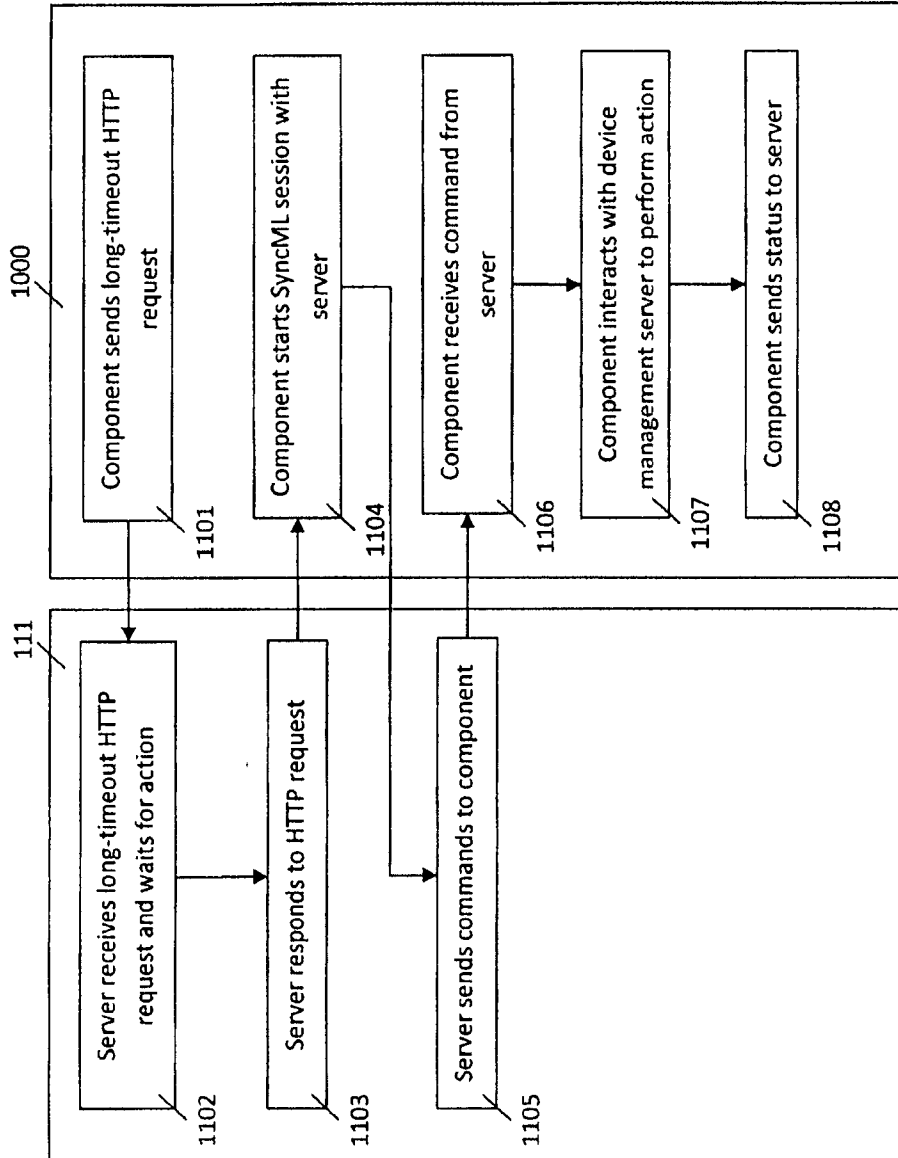 111
Server receives long-timeout HTTP
request and waits for action
1102
Server responds to HTTP request
1103
Server sends commands to component
1105
1000
Component sends long-timeout HTTP
request
1101
Component starts SyncML session with
server
1104
Component receives command from
server
1106
Component interacts with device
management server to perform action
1107
Component sends status to server
1108